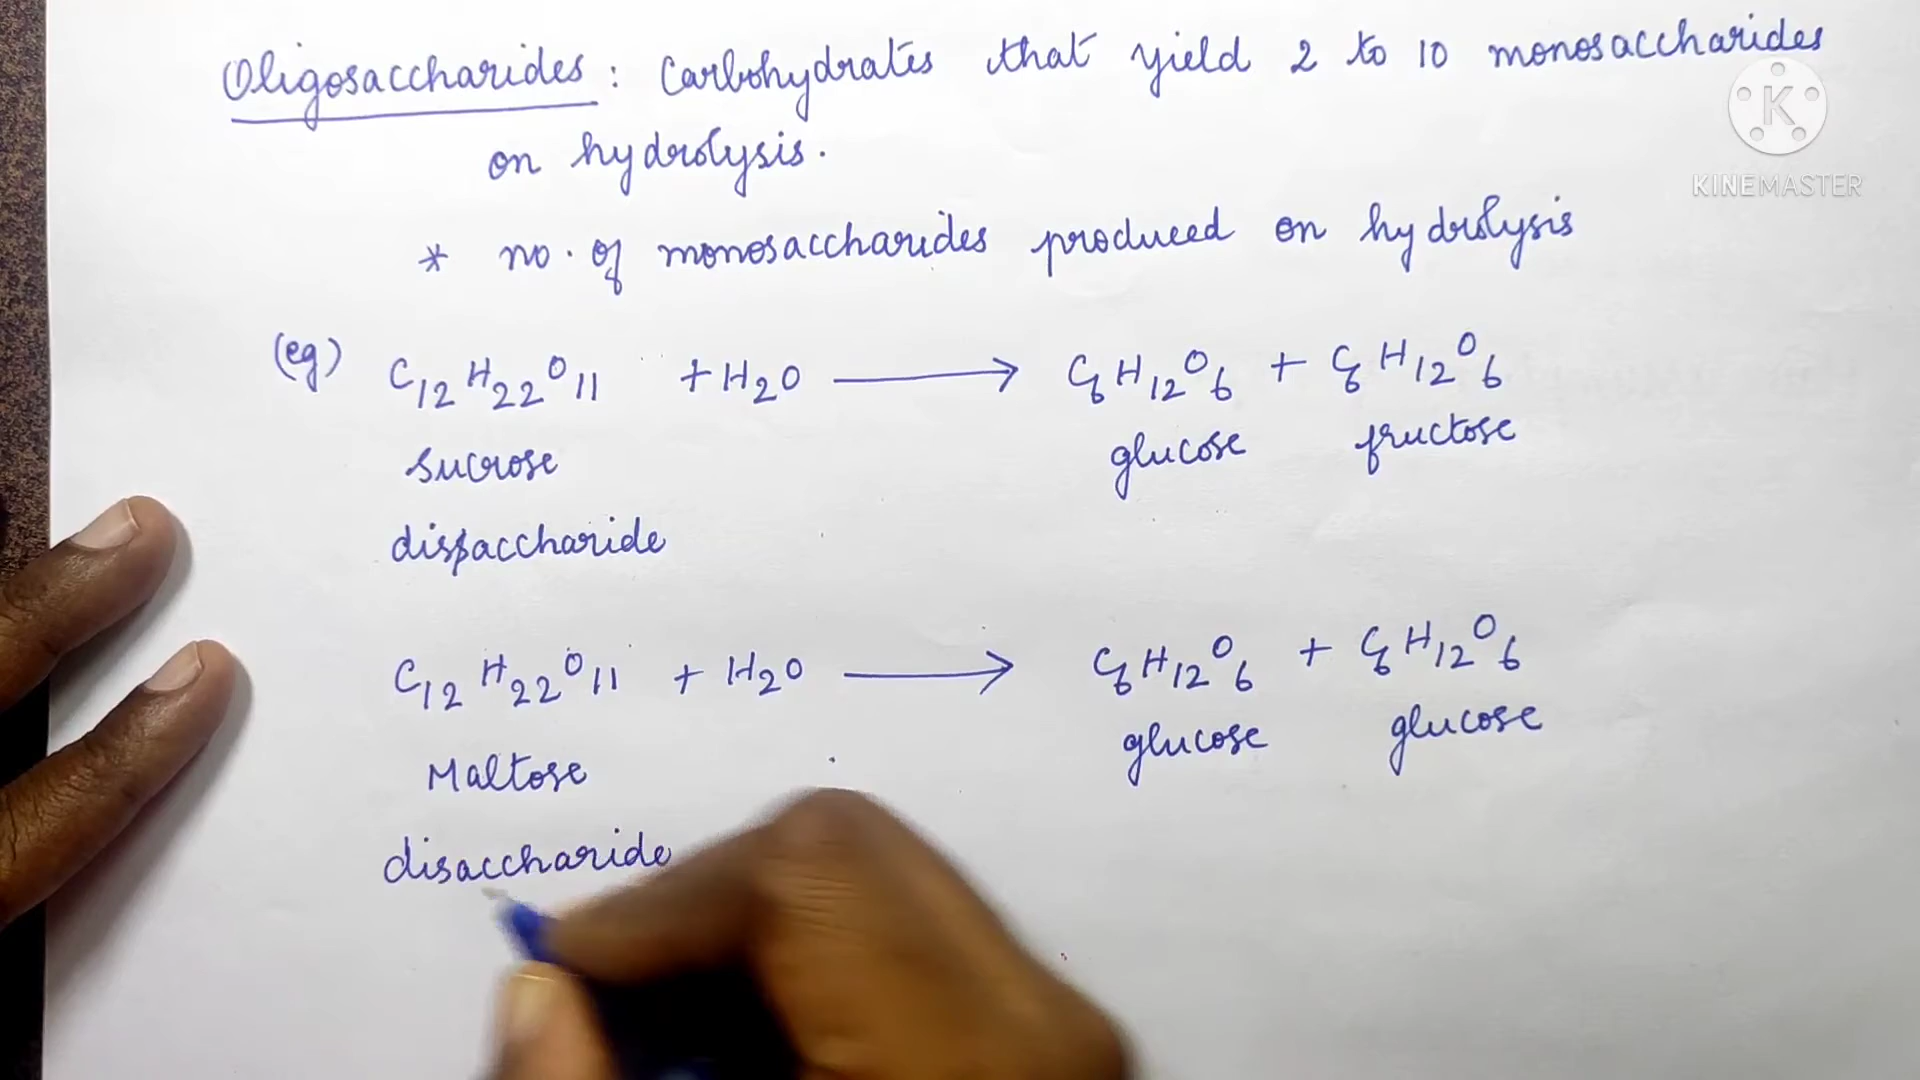 Oligosaccharides : Carbohydrates that yield 2 to 10 monosaccharides
on hydrolysis.
* no. of monosaccharides produced on hydrolysis
(eg) C12H22O11 + H2O ⟶ C6H12O6 + C6H12O6
sucrose glucose fructose
disaccharide
C12H22O11 + H2O ⟶ C6H12O6 + C6H12O6
Maltose glucose glucose
disaccharide
K
KINEMASTER